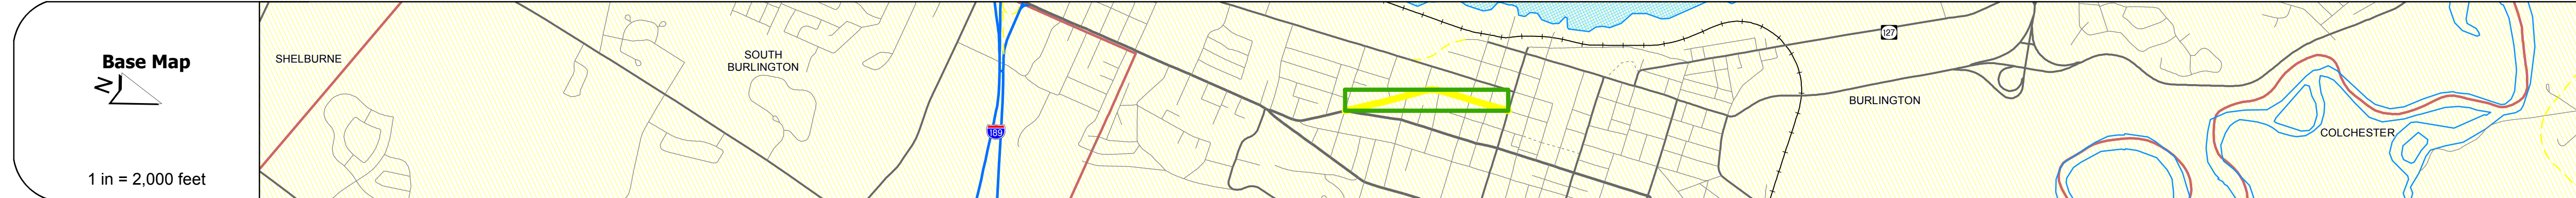 Base Map
N
1 in = 2,000 feet
SHELBURNE
SOUTH
BURLINGTON
189
127
BURLINGTON
COLCHESTER